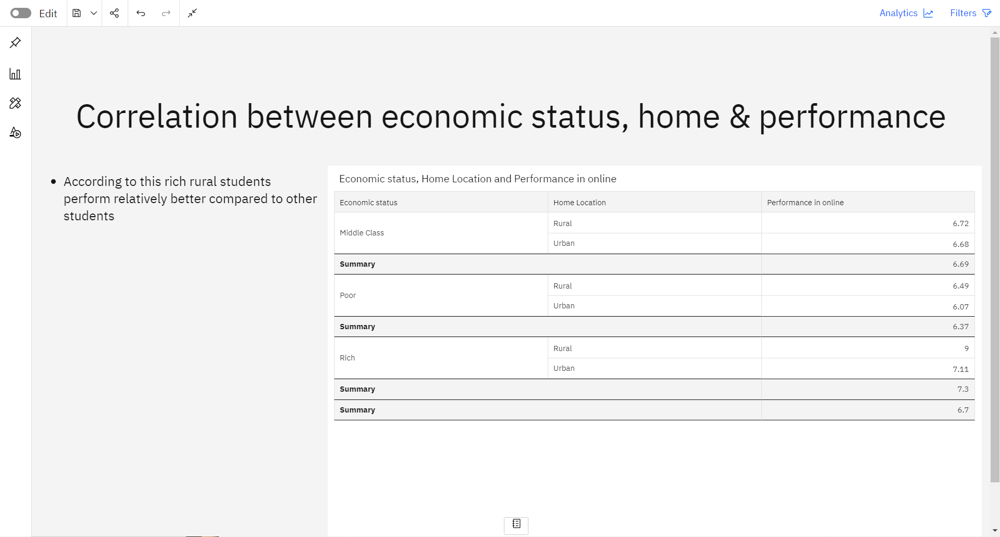 Edit
Analytics
Filters
Correlation between economic status, home & performance
According to this rich rural students
perform relatively better compared to other
students
Economic status, Home Location and Performance in online
Economic status Home Location Performance in online
Middle Class Rural 6.72
Urban 6.68
Summary 6.69
Poor Rural 6.49
Urban 6.07
Summary 6.37
Rich Rural 9
Urban 7.11
Summary 7.3
Summary 6.7